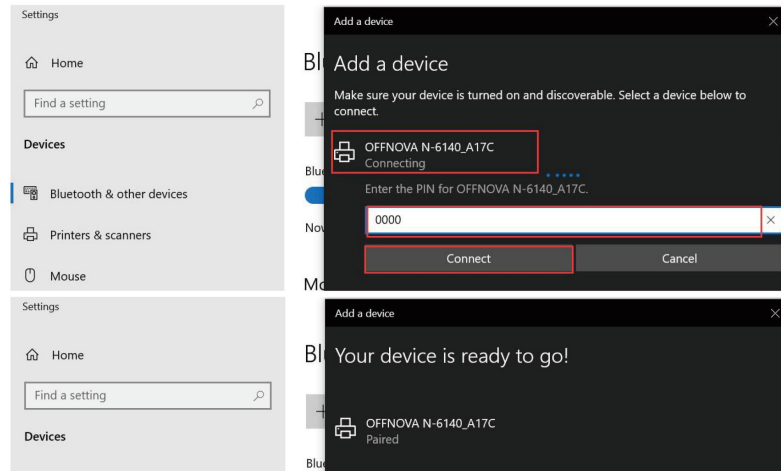 Settings
Home
Find a setting
Devices
Bluetooth & other devices
Printers & scanners
Mouse
Add a device
Add a device
Make sure your device is turned on and discoverable. Select a device below to
connect.
OFFNOVA N-6140_A17C
Connecting
Enter the PIN for OFFNOVA N-6140_A17C.
0000
Connect
Cancel
Settings
Home
Find a setting
Devices
Add a device
Your device is ready to go!
OFFNOVA N-6140_A17C
Paired